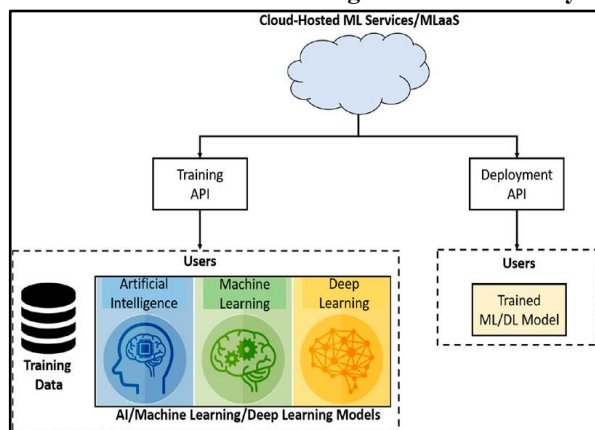 Cloud-Hosted ML Services/MLaaS
Training
API
Deployment
API
Users
Artificial
Intelligence
Machine
Learning
Deep
Learning
Training
Data
AI/Machine Learning/Deep Learning Models
Users
Trained
ML/DL Model